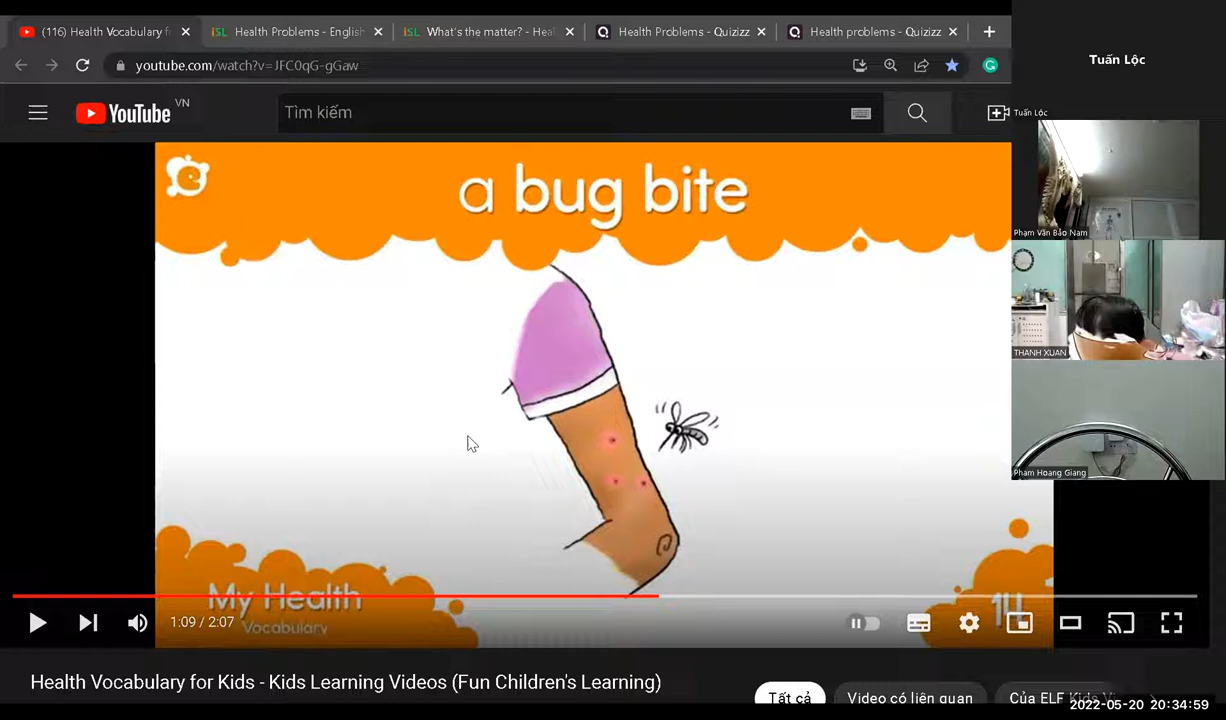 (116) Health Vocabulary f
Health Problems - English
What's the matter? - Hea
Health Problems - Quizizz
Health problems - Quizizz
youtube.com/watch?v=JFC0qG-gGaw
YouTube VN
Tìm kiếm
Tuấn Lộc
Tuấn Lộc
a bug bite
Phạm Văn Bảo Nam
THANH XUAN
Pham Hoang Giang
My Health
Vocabulary
14
1:09 / 2:07
Health Vocabulary for Kids - Kids Learning Videos (Fun Children's Learning)
Tất cả
Video có liên quan
Của ELF Kids Vi
2022-05-20 20:34:59